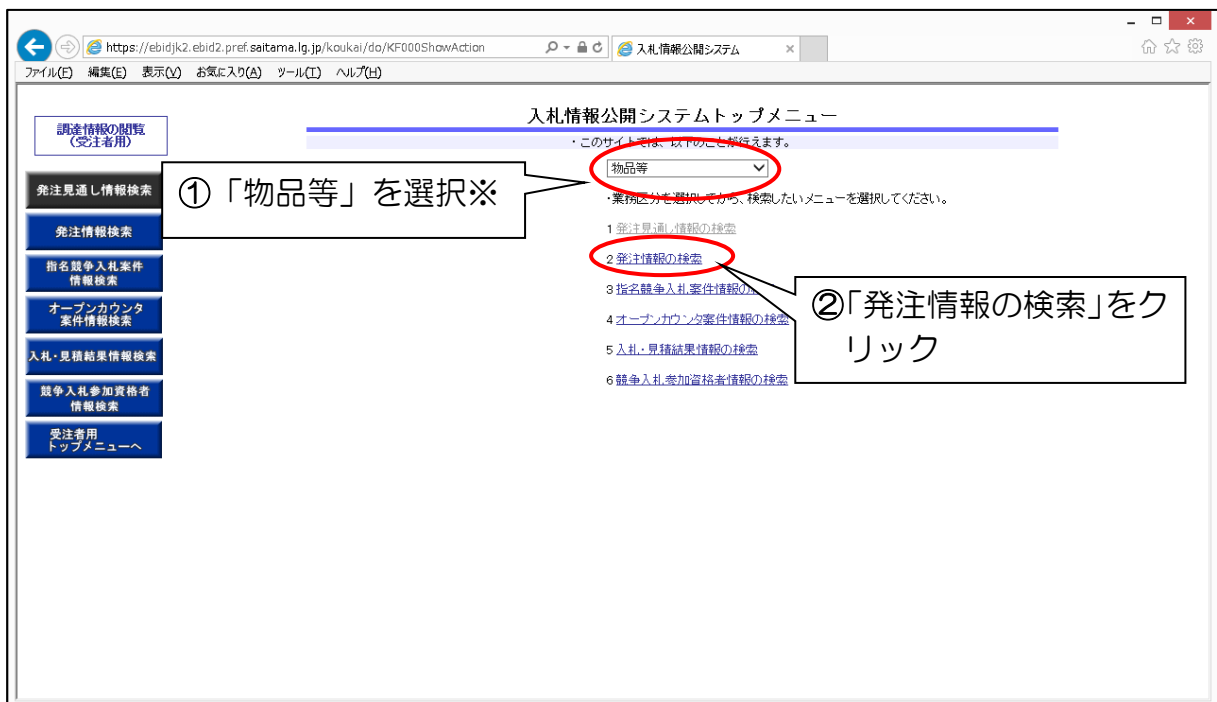 https://ebidjk2.ebid2.pref.saitama.lg.jp/koukai/do/KF000ShowAction
入札情報公開システム
ファイル(F) 編集(E) 表示(V) お気に入り(A) ツール(T) ヘルプ(H)
調達情報の閲覧
(受注者用)
発注見通し情報検索
発注情報検索
指名競争入札案件
情報検索
オープンカウンタ
案件情報検索
入札・見積結果情報検索
競争入札参加資格者
情報検索
受注者用
トップメニューへ
入札情報公開システムトップメニュー
・このサイトでは、以下のことが行えます。
物品等
・業務区分を選択してから、検索したいメニューを選択してください。
1 発注見通し情報の検索
2 発注情報の検索
3 指名競争入札案件情報の
4 オープンカウンタ案件情報の検索
5 入札・見積結果情報の検索
6 競争入札参加資格者情報の検索
①「物品等」を選択※
②「発注情報の検索」をク
リック